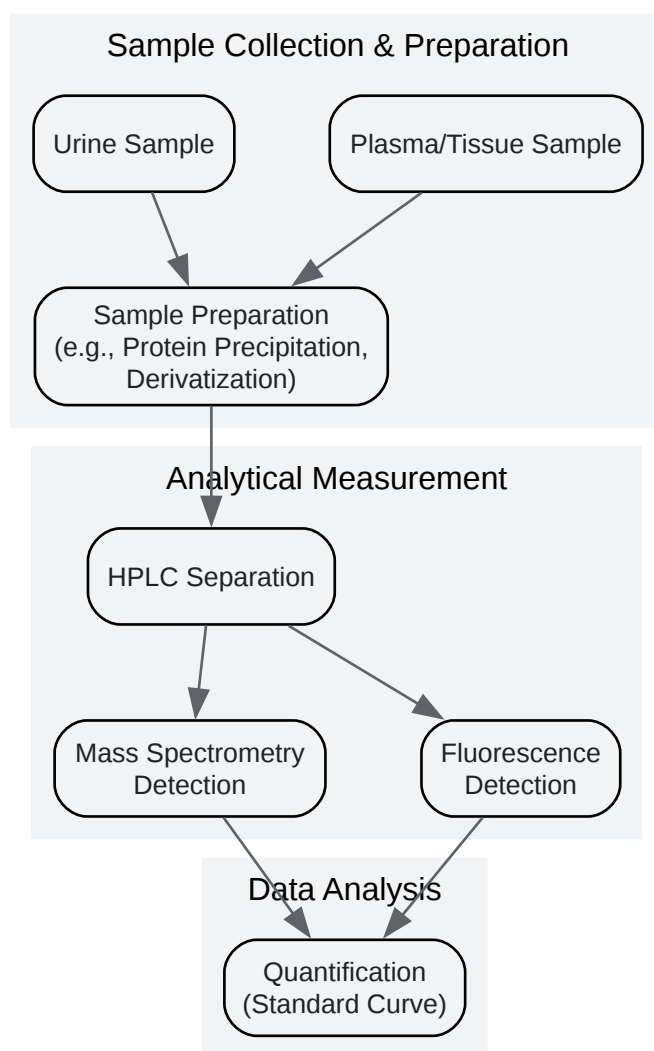 Sample Collection & Preparation
Urine Sample
Plasma/Tissue Sample
Sample Preparation
(e.g., Protein Precipitation,
Derivatization)
Analytical Measurement
HPLC Separation
Mass Spectrometry
Detection
Fluorescence
Detection
Data Analysis
Quantification
(Standard Curve)